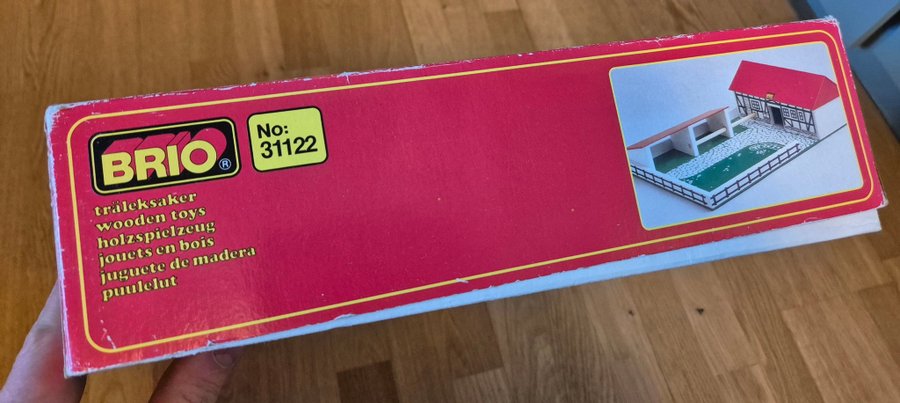 BRIO®
No:
31122
träleksaker
wooden toys
holzspielzeug
jouets en bois
juguete de madera
puulelut